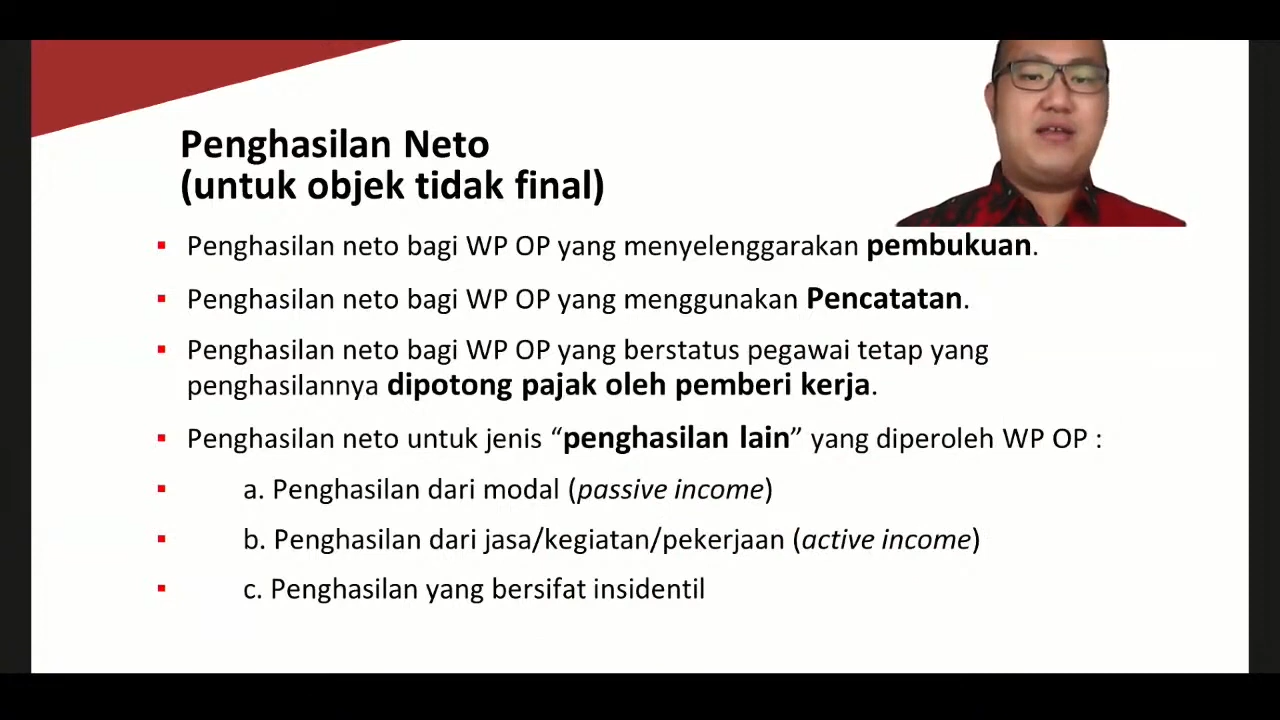 Penghasilan Neto
(untuk objek tidak final)
▪ Penghasilan neto bagi WP OP yang menyelenggarakan pembukuan.
▪ Penghasilan neto bagi WP OP yang menggunakan Pencatatan.
▪ Penghasilan neto bagi WP OP yang berstatus pegawai tetap yang
penghasilannya dipotong pajak oleh pemberi kerja.
▪ Penghasilan neto untuk jenis “penghasilan lain” yang diperoleh WP OP :
▪ a. Penghasilan dari modal (passive income)
▪ b. Penghasilan dari jasa/kegiatan/pekerjaan (active income)
▪ c. Penghasilan yang bersifat insidentil